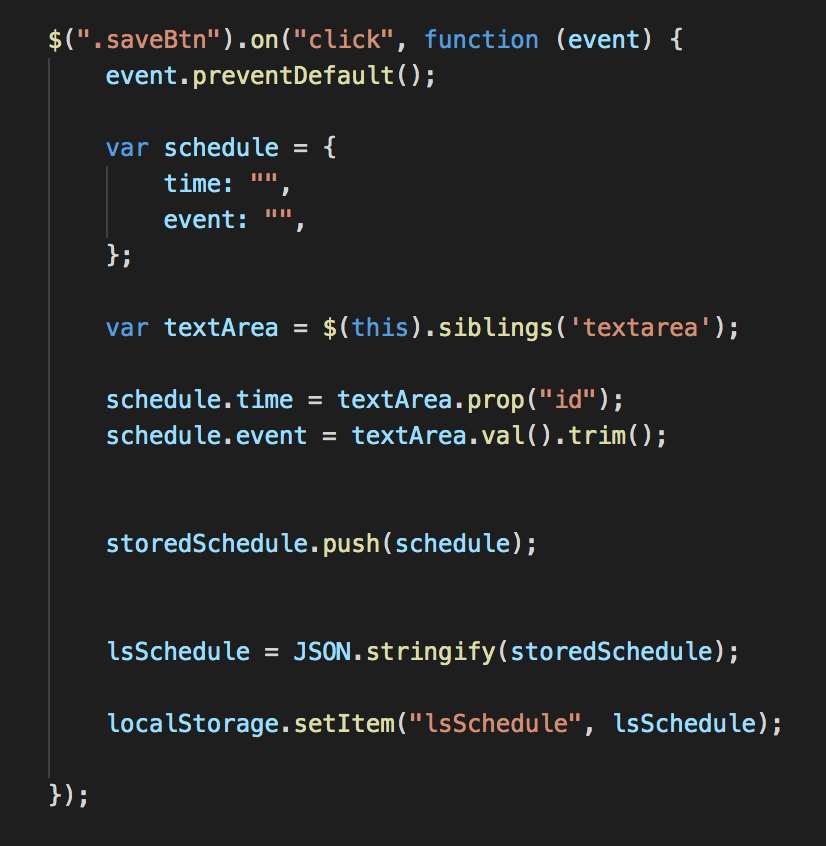 $(".saveBtn").on("click", function (event) {
    event.preventDefault();
    var schedule = {
        time: "",
        event: "",
    };
    var textArea = $(this).siblings('textarea');
    schedule.time = textArea.prop("id");
    schedule.event = textArea.val().trim();
    storedSchedule.push(schedule);
    lsSchedule = JSON.stringify(storedSchedule);
    localStorage.setItem("lsSchedule", lsSchedule);
});